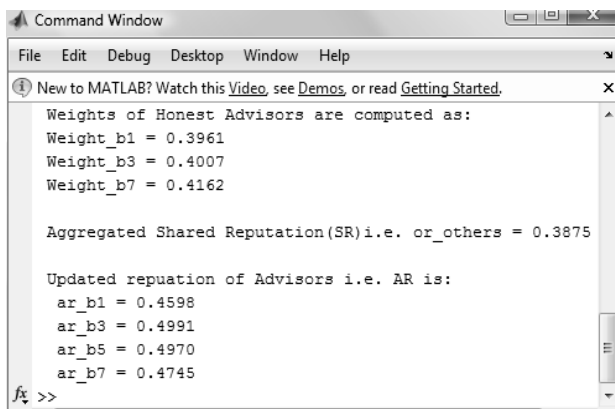 Command Window
File Edit Debug Desktop Window Help
New to MATLAB? Watch this Video, see Demos, or read Getting Started.
Weights of Honest Advisors are computed as:
Weight_b1 = 0.3961
Weight_b3 = 0.4007
Weight_b7 = 0.4162
Aggregated Shared Reputation(SR)i.e. or_others = 0.3875
Updated repuation of Advisors i.e. AR is:
ar_b1 = 0.4598
ar_b3 = 0.4991
ar_b5 = 0.4970
ar_b7 = 0.4745
fx >>